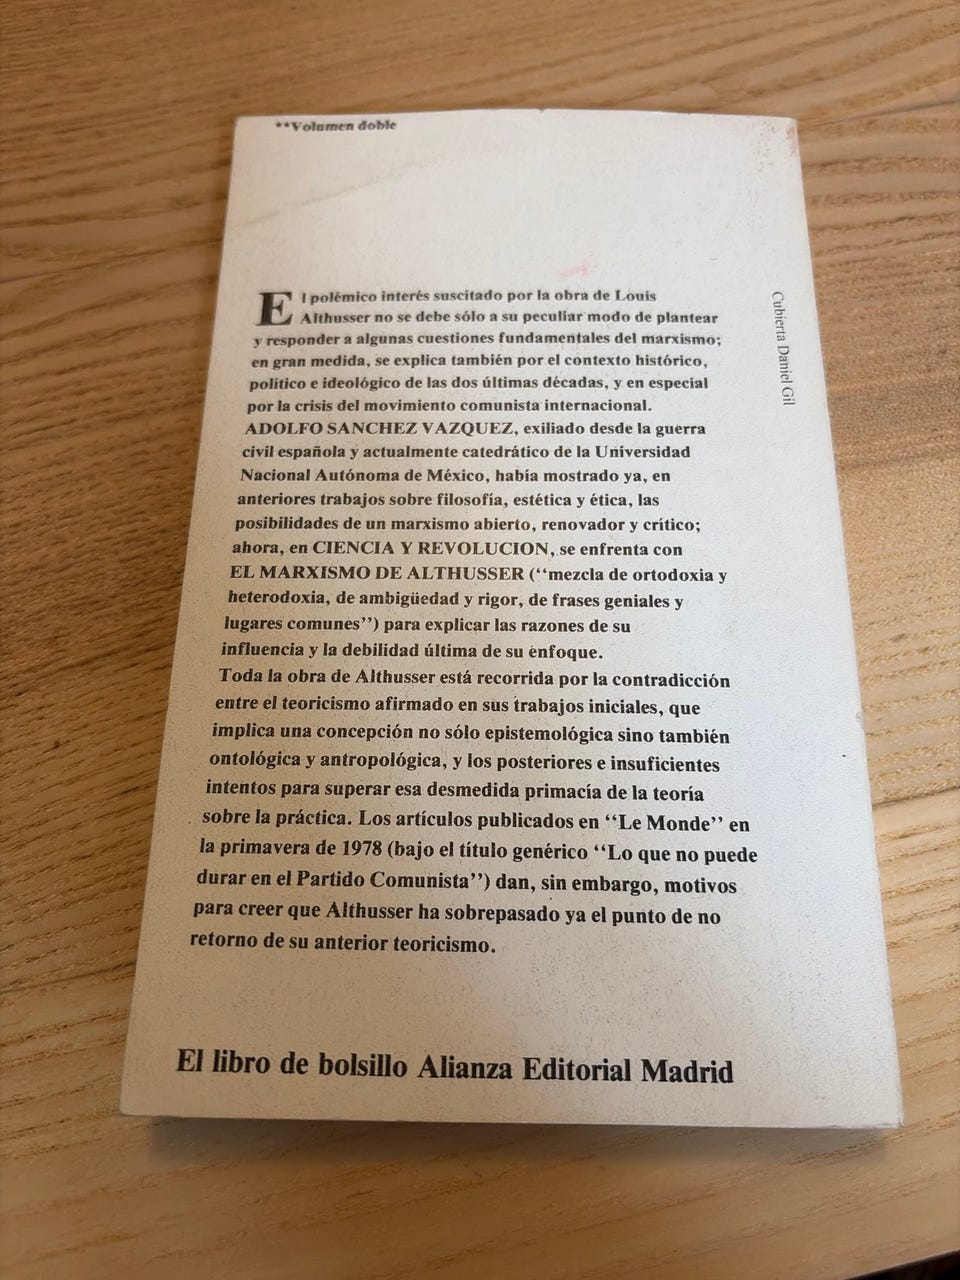 **Volumen doble
El polémico interés suscitado por la obra de Louis
Althusser no se debe sólo a su peculiar modo de plantear
y responder a algunas cuestiones fundamentales del marxismo;
en gran medida, se explica también por el contexto histórico,
político e ideológico de las dos últimas décadas, y en especial
por la crisis del movimiento comunista internacional.
ADOLFO SANCHEZ VAZQUEZ, exiliado desde la guerra
civil española y actualmente catedrático de la Universidad
Nacional Autónoma de México, había mostrado ya, en
anteriores trabajos sobre filosofía, estética y ética, las
posibilidades de un marxismo abierto, renovador y crítico;
ahora, en CIENCIA Y REVOLUCION, se enfrenta con
EL MARXISMO DE ALTHUSSER (“mezcla de ortodoxia y
heterodoxia, de ambigüedad y rigor, de frases geniales y
lugares comunes”) para explicar las razones de su
influencia y la debilidad última de su enfoque.
Toda la obra de Althusser está recorrida por la contradicción
entre el teoricismo afirmado en sus trabajos iniciales, que
implica una concepción no sólo epistemológica sino también
ontológica y antropológica, y los posteriores e insuficientes
intentos para superar esa desmedida primacía de la teoría
sobre la práctica. Los artículos publicados en “Le Monde” en
la primavera de 1978 (bajo el título genérico “Lo que no puede
durar en el Partido Comunista”) dan, sin embargo, motivos
para creer que Althusser ha sobrepasado ya el punto de no
retorno de su anterior teoricismo.
El libro de bolsillo Alianza Editorial Madrid
Cubierta Daniel Gil